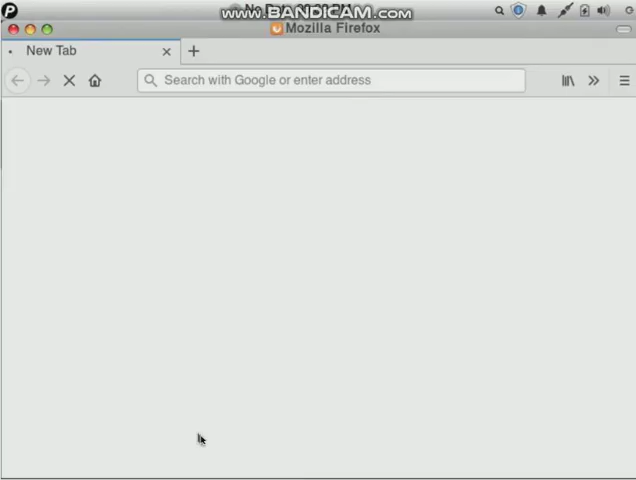 P
www.BANDICAM.com
Mozilla Firefox
New Tab
Search with Google or enter address